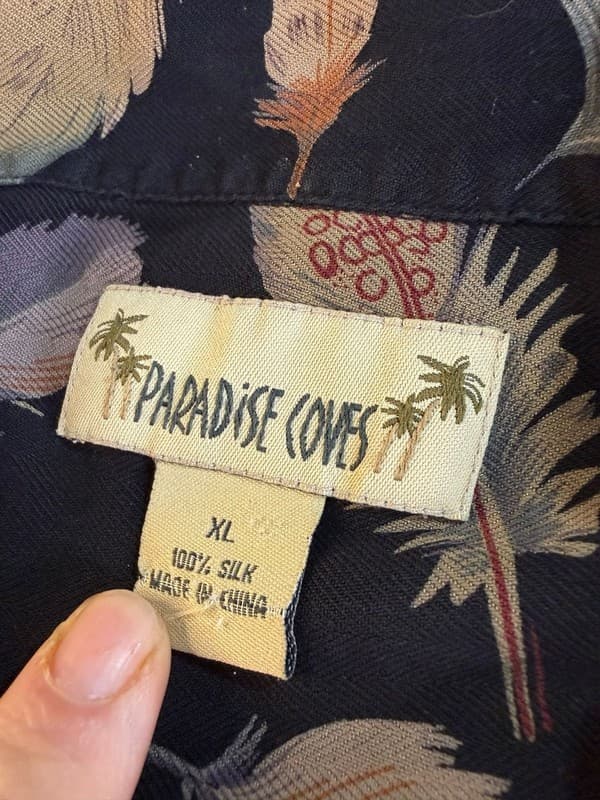 PARADiSE COVES
XL
100% SILK
MADE IN CHINA